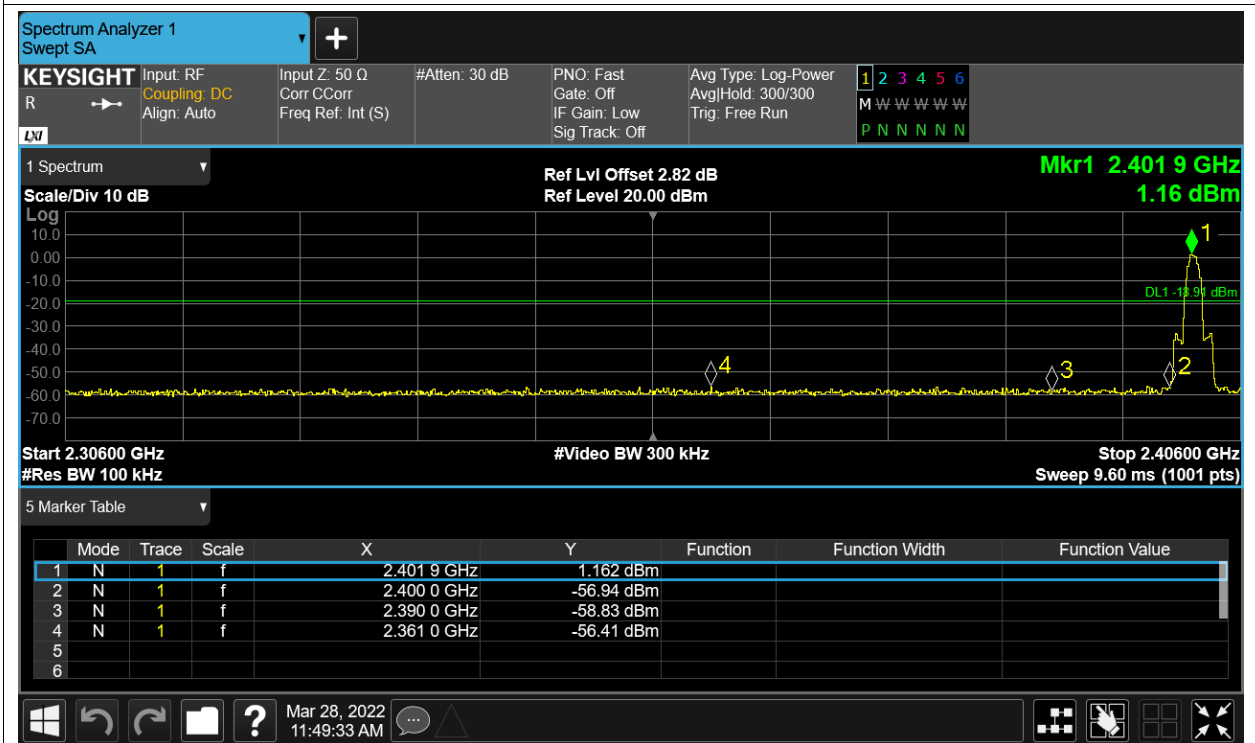 Spectrum Analyzer 1
Swept SA
KEYSIGHT Input: RF Input Z: 50 Ω #Atten: 30 dB PNO: Fast Avg Type: Log-Power 1 2 3 4 5 6
R Coupling: DC Corr CCorr Gate: Off Avg|Hold: 300/300 M W W W W W
Align: Auto Freq Ref: Int (S) IF Gain: Low Trig: Free Run
LXI Sig Track: Off P N N N N N
1 Spectrum Ref Lvl Offset 2.82 dB Mkr1 2.401 9 GHz
Scale/Div 10 dB Ref Level 20.00 dBm 1.16 dBm
Log
10.0 1
0.00
-10.0
DL1 -18.91 dBm
-20.0
-30.0
-40.0
-50.0 4 3 2
-60.0
-70.0
Start 2.30600 GHz #Video BW 300 kHz Stop 2.40600 GHz
#Res BW 100 kHz Sweep 9.60 ms (1001 pts)
5 Marker Table
Mode Trace Scale X Y Function Function Width Function Value
1 N 1 f 2.401 9 GHz 1.162 dBm
2 N 1 f 2.400 0 GHz -56.94 dBm
3 N 1 f 2.390 0 GHz -58.83 dBm
4 N 1 f 2.361 0 GHz -56.41 dBm
5
6
? Mar 28, 2022
11:49:33 AM